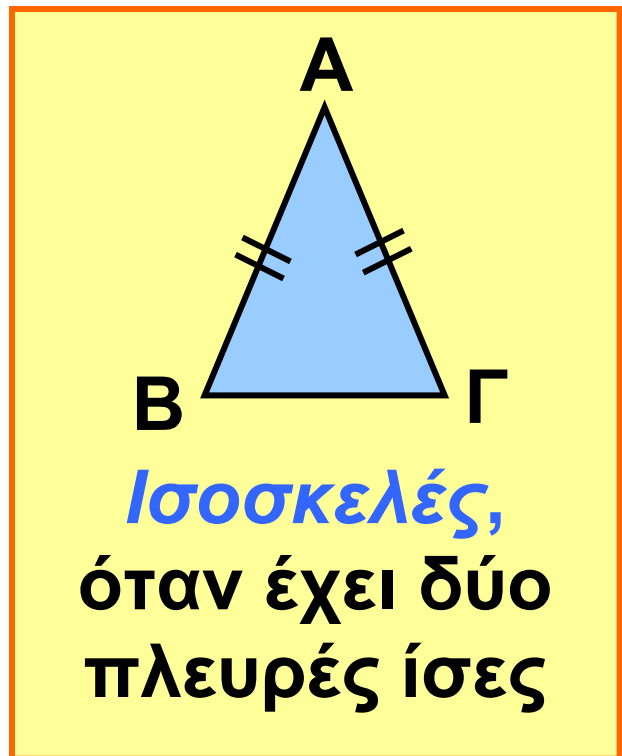 Α
Β Γ
Ισοσκελές,
όταν έχει δύο
πλευρές ίσες